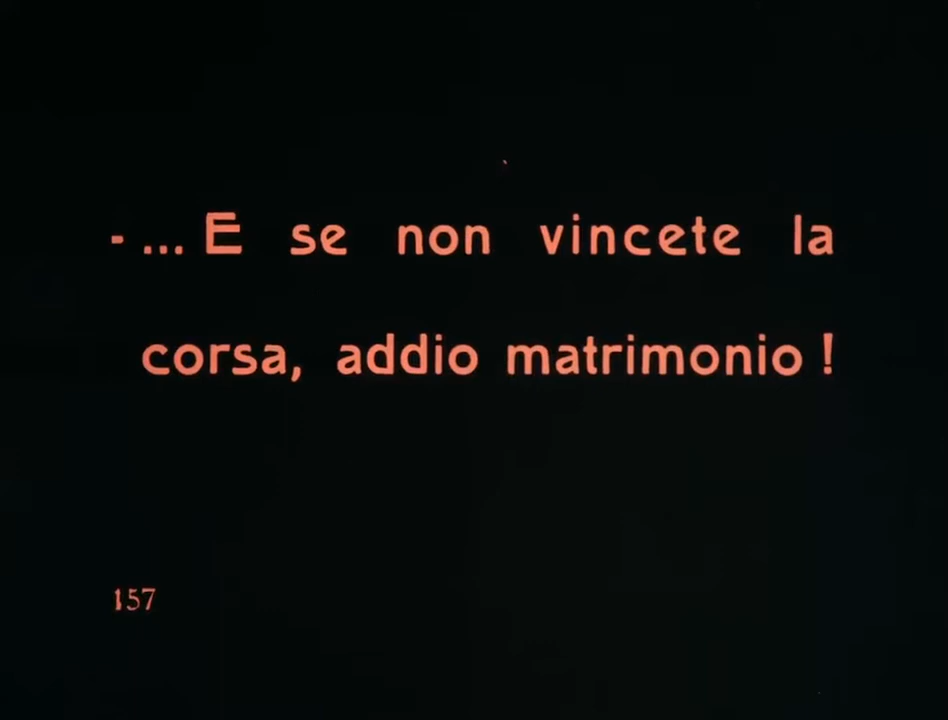 - ... E se non vincete la
corsa, addio matrimonio !
157